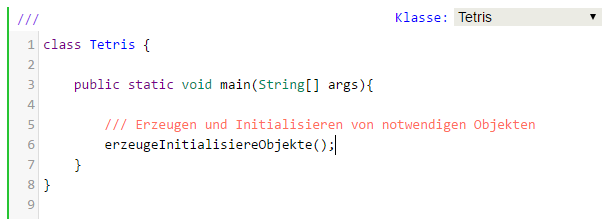 /// Klasse: Tetris
1 class Tetris {
2
3 public static void main(String[] args){
4
5 /// Erzeugen und Initialisieren von notwendigen Objekten
6 erzeugeInitialisiereObjekte();
7 }
8 }
9